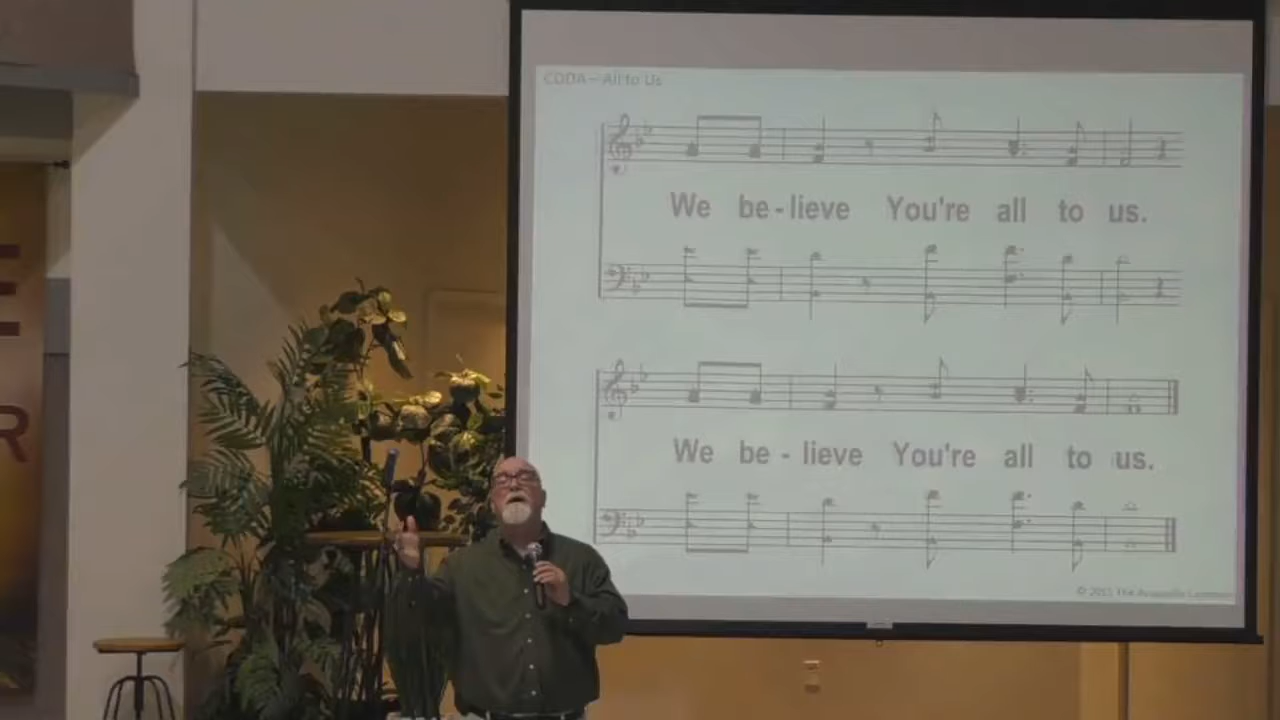 CODA – All to Us
We be - lieve You're all to us.
We be - lieve You're all to us.
E
R